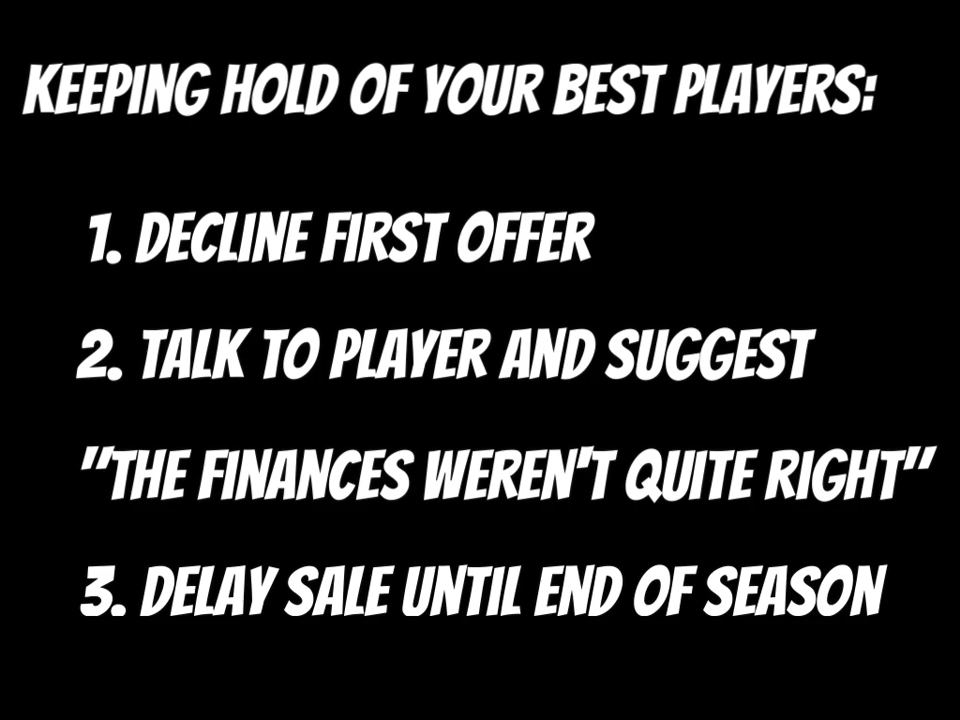 KEEPING HOLD OF YOUR BEST PLAYERS:
1. DECLINE FIRST OFFER
2. TALK TO PLAYER AND SUGGEST
"THE FINANCES WEREN'T QUITE RIGHT"
3. DELAY SALE UNTIL END OF SEASON